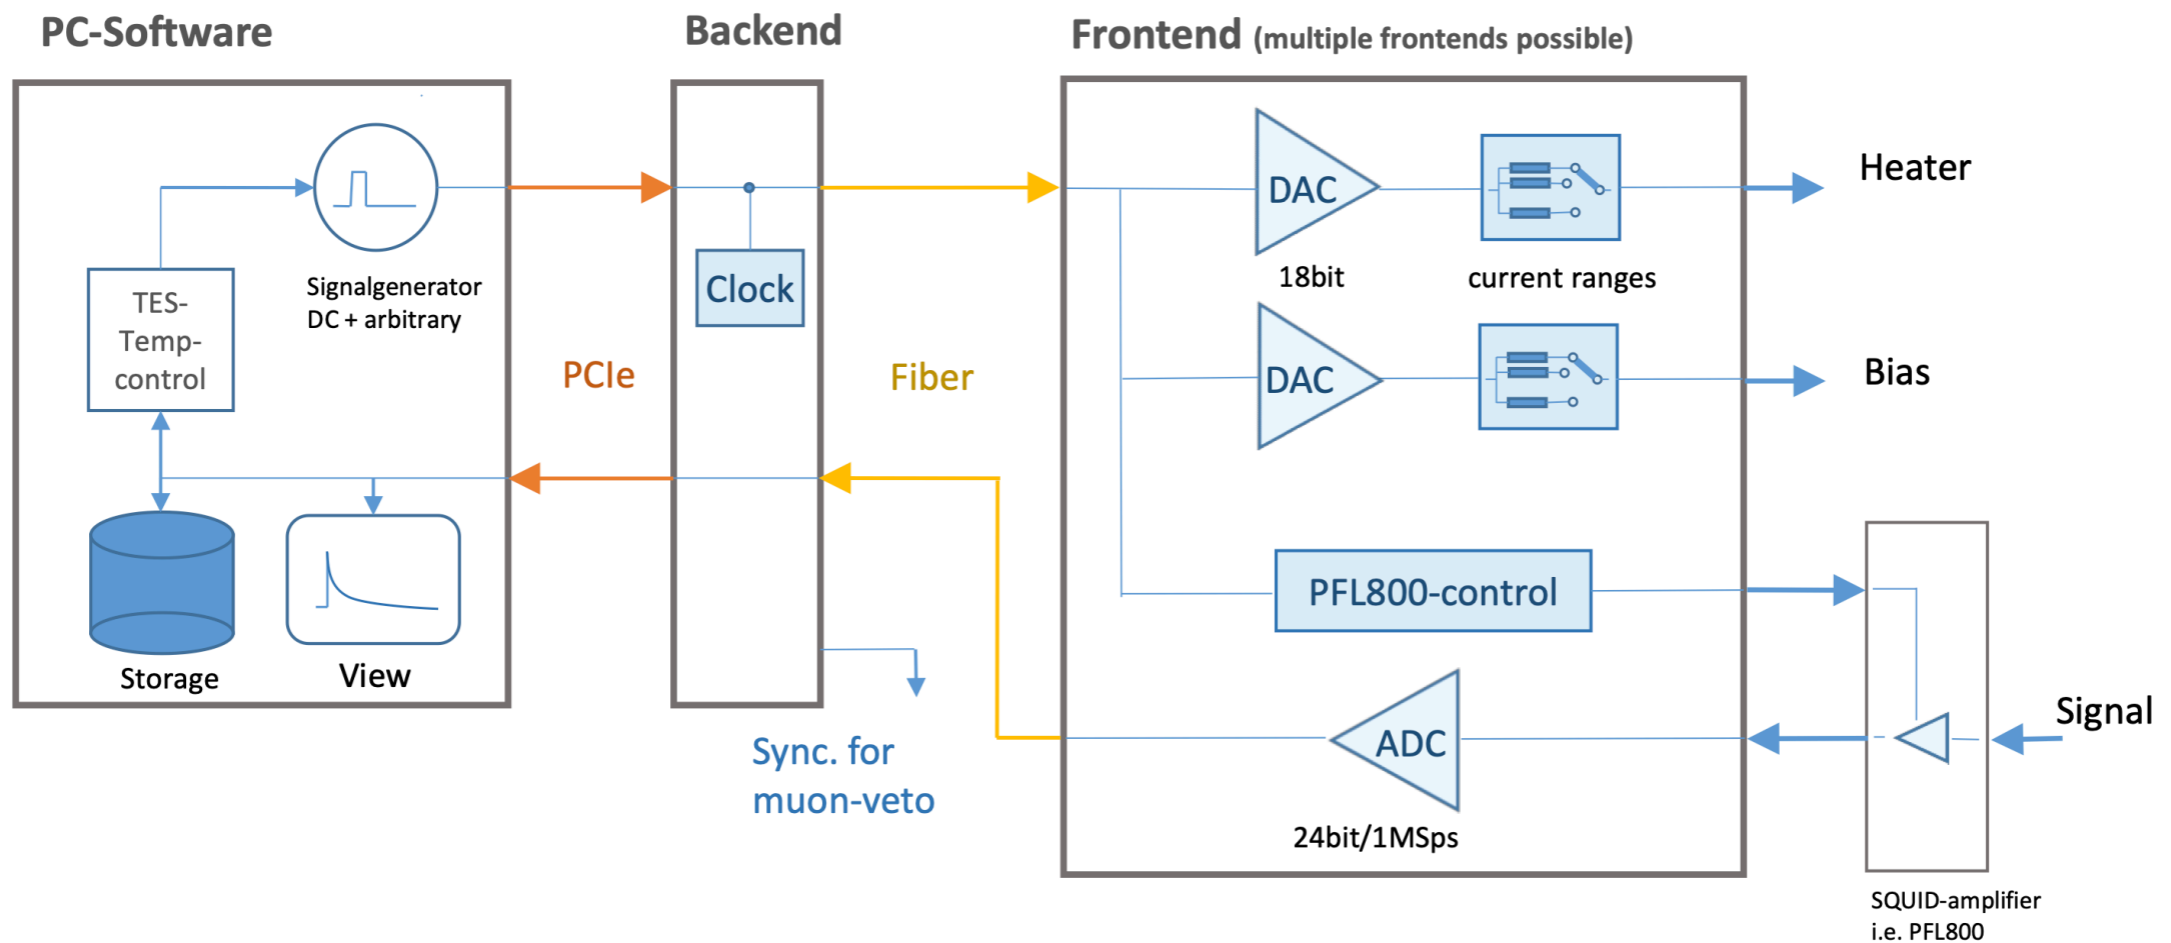 PC-Software
Backend
Frontend (multiple frontends possible)
Heater
DAC
18bit
current ranges
Clock
Signalgenerator
DC + arbitrary
TES-
Temp-
control
PCIe
Fiber
DAC
Bias
PFL800-control
Storage
View
Sync. for
muon-veto
ADC
24bit/1MSps
Signal
SQUID-amplifier
i.e. PFL800